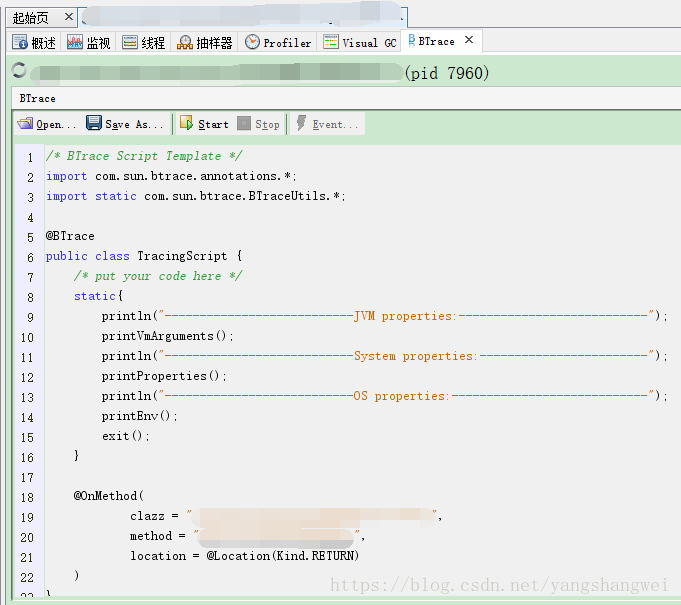 起始页
概述 监视 线程 抽样器 Profiler Visual GC BTrace
(pid 7960)
BTrace
Open... Save As... Start Stop Event...
1 /* BTrace Script Template */
2 import com.sun.btrace.annotations.*;
3 import static com.sun.btrace.BTraceUtils.*;
4
5 @BTrace
6 public class TracingScript {
7 /* put your code here */
8 static{
9 println("---------------------------JVM properties:---------------------------");
10 printVmArguments();
11 println("---------------------------System properties:------------------------");
12 printProperties();
13 println("---------------------------OS properties:----------------------------");
14 printEnv();
15 exit();
16 }
17
18 @OnMethod(
19 clazz = "",
20 method = "",
21 location = @Location(Kind.RETURN)
22 )
https://blog.csdn.net/yangshangwei